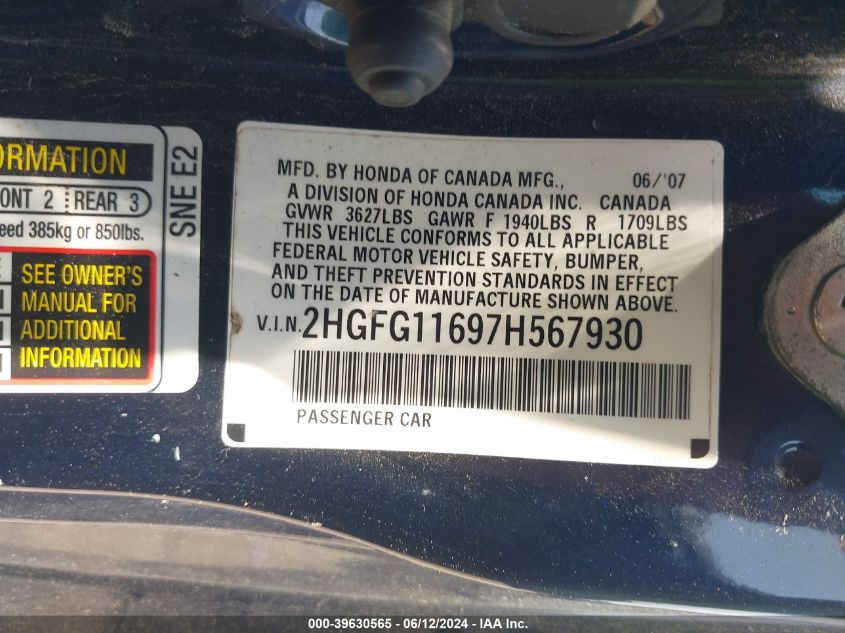 ORMATION
ONT 2 REAR 3
eed 385kg or 850lbs.
SEE OWNER'S
MANUAL FOR
ADDITIONAL
INFORMATION
SNE E2
MFD. BY HONDA OF CANADA MFG., 06/'07
A DIVISION OF HONDA CANADA INC. CANADA
GVWR 3627LBS GAWR F 1940LBS R 1709LBS
THIS VEHICLE CONFORMS TO ALL APPLICABLE
FEDERAL MOTOR VEHICLE SAFETY, BUMPER,
AND THEFT PREVENTION STANDARDS IN EFFECT
ON THE DATE OF MANUFACTURE SHOWN ABOVE.
V.I.N. 2HGFG11697H567930
PASSENGER CAR
000-39630565 - 06/12/2024 - IAA Inc.